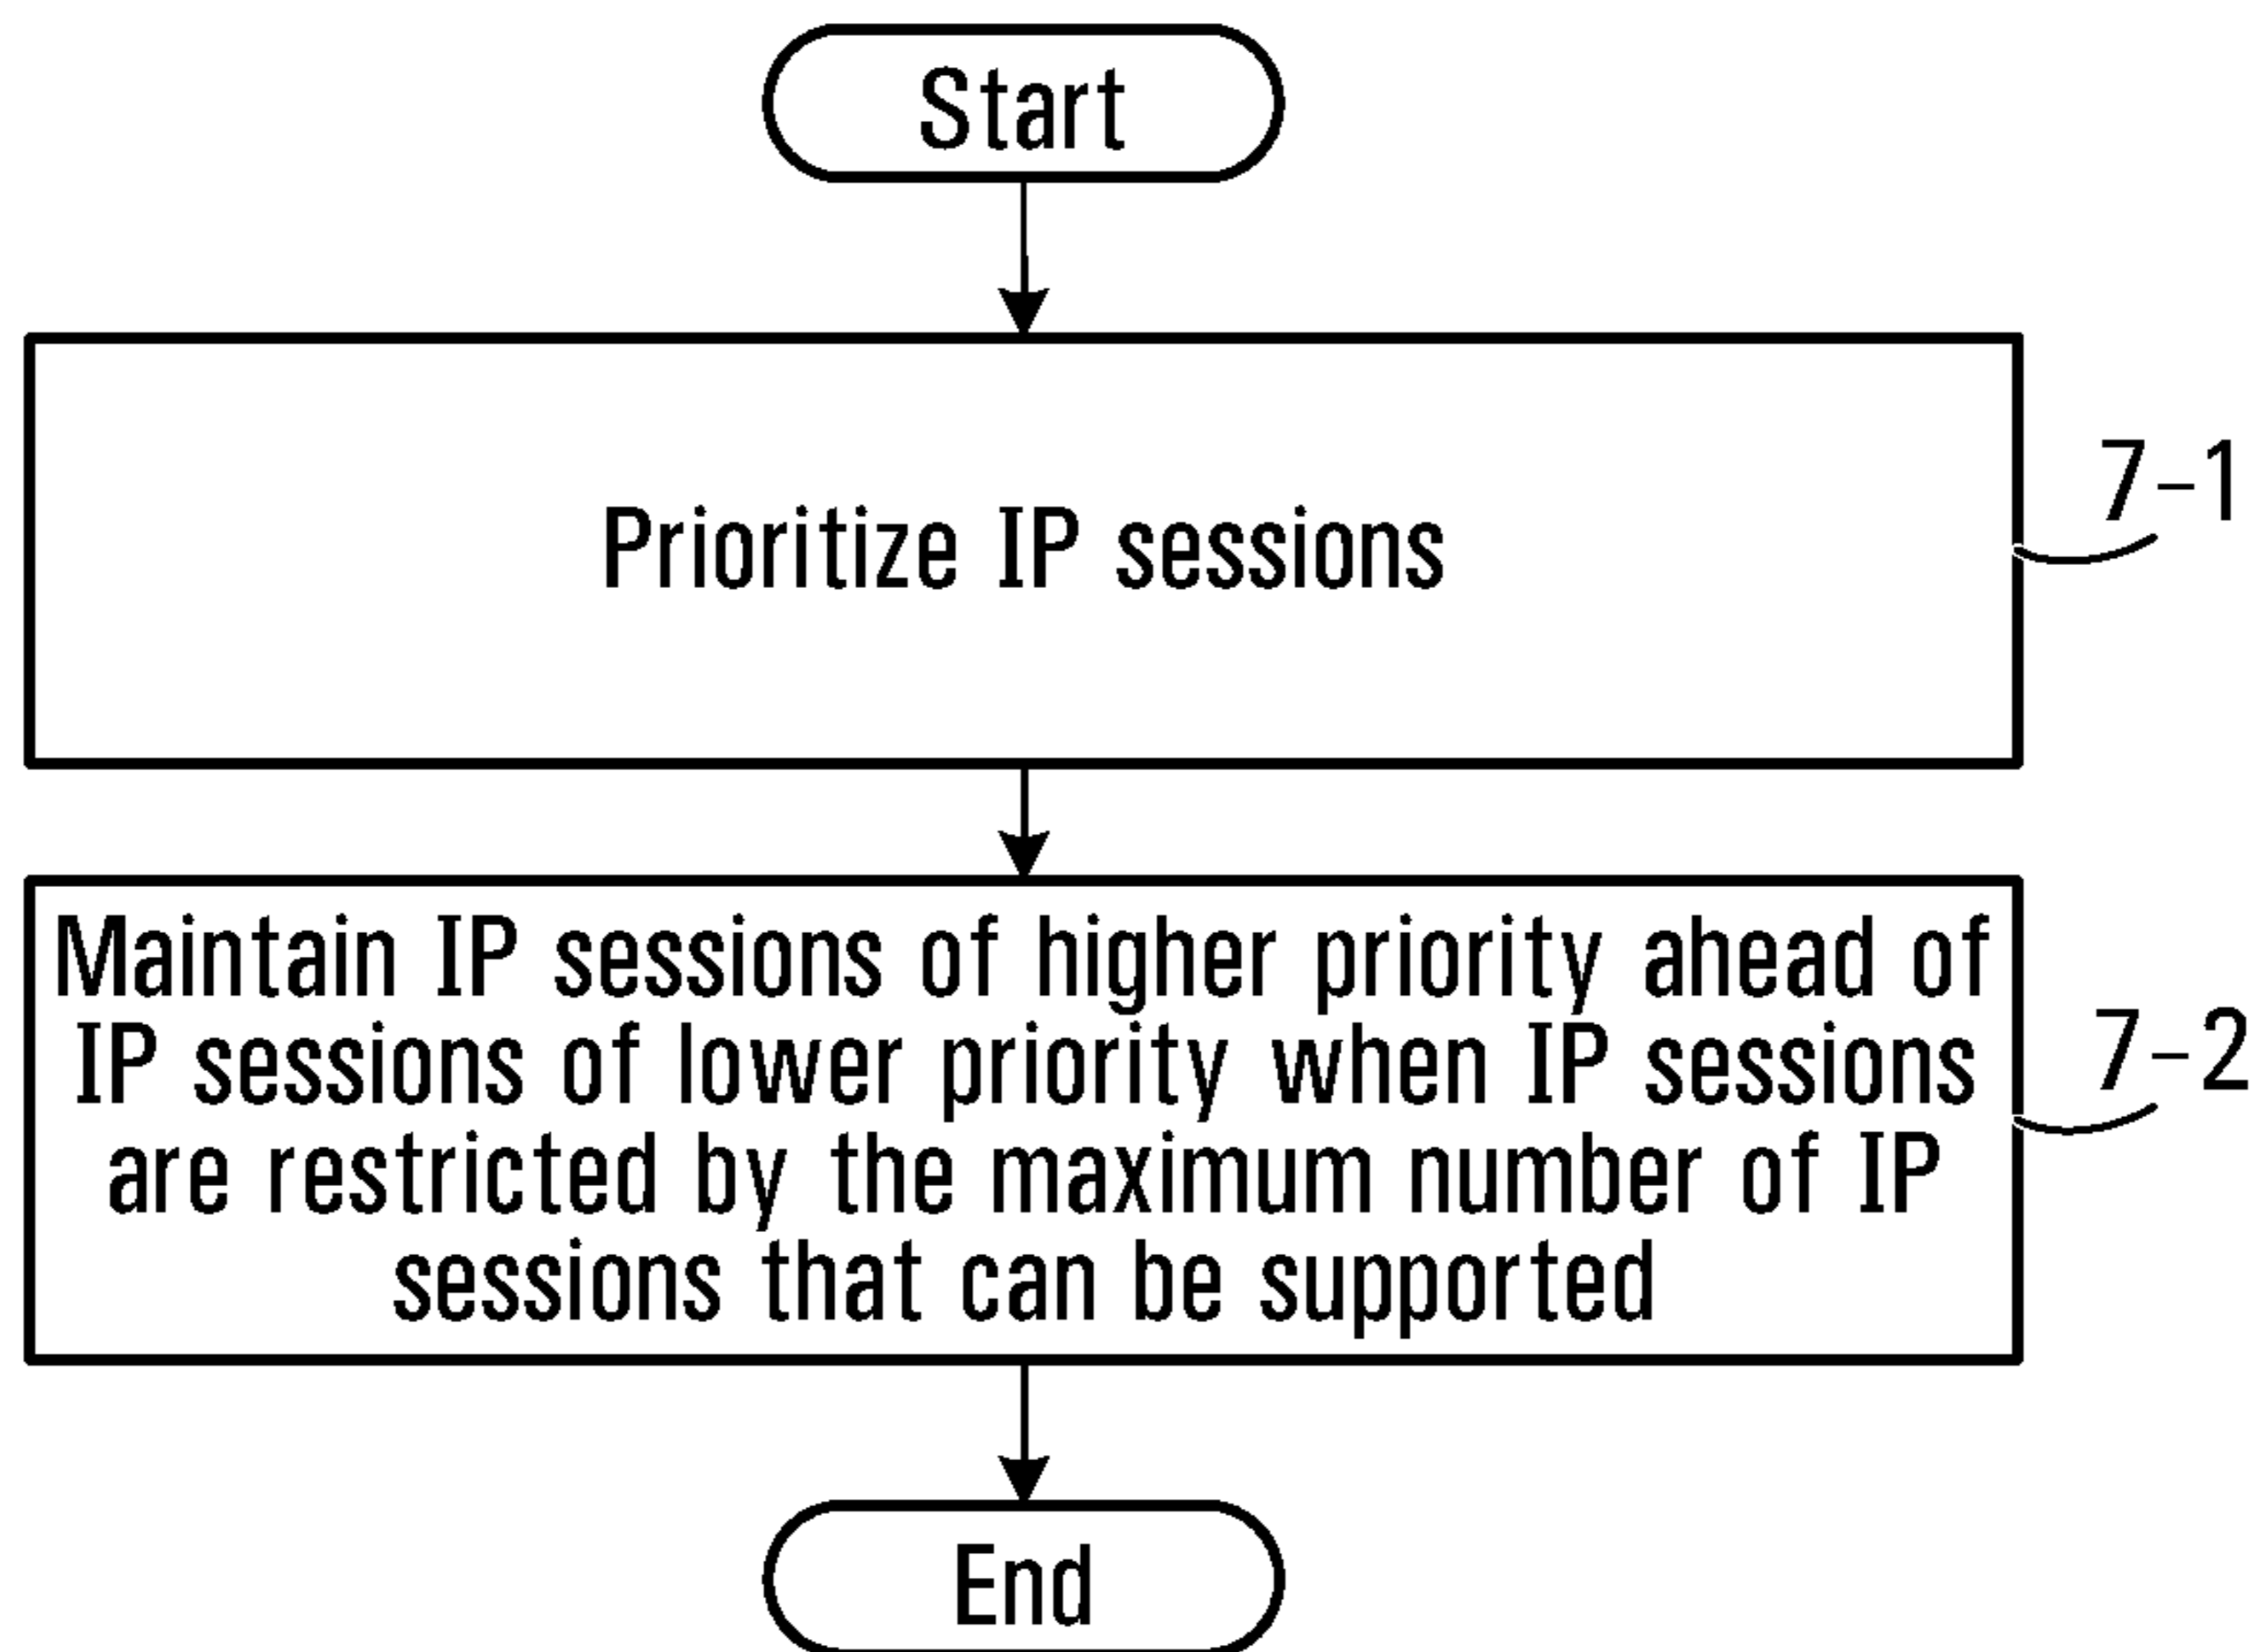 Start
Prioritize IP sessions
7-1
Maintain IP sessions of higher priority ahead of
IP sessions of lower priority when IP sessions
are restricted by the maximum number of IP
sessions that can be supported
7-2
End